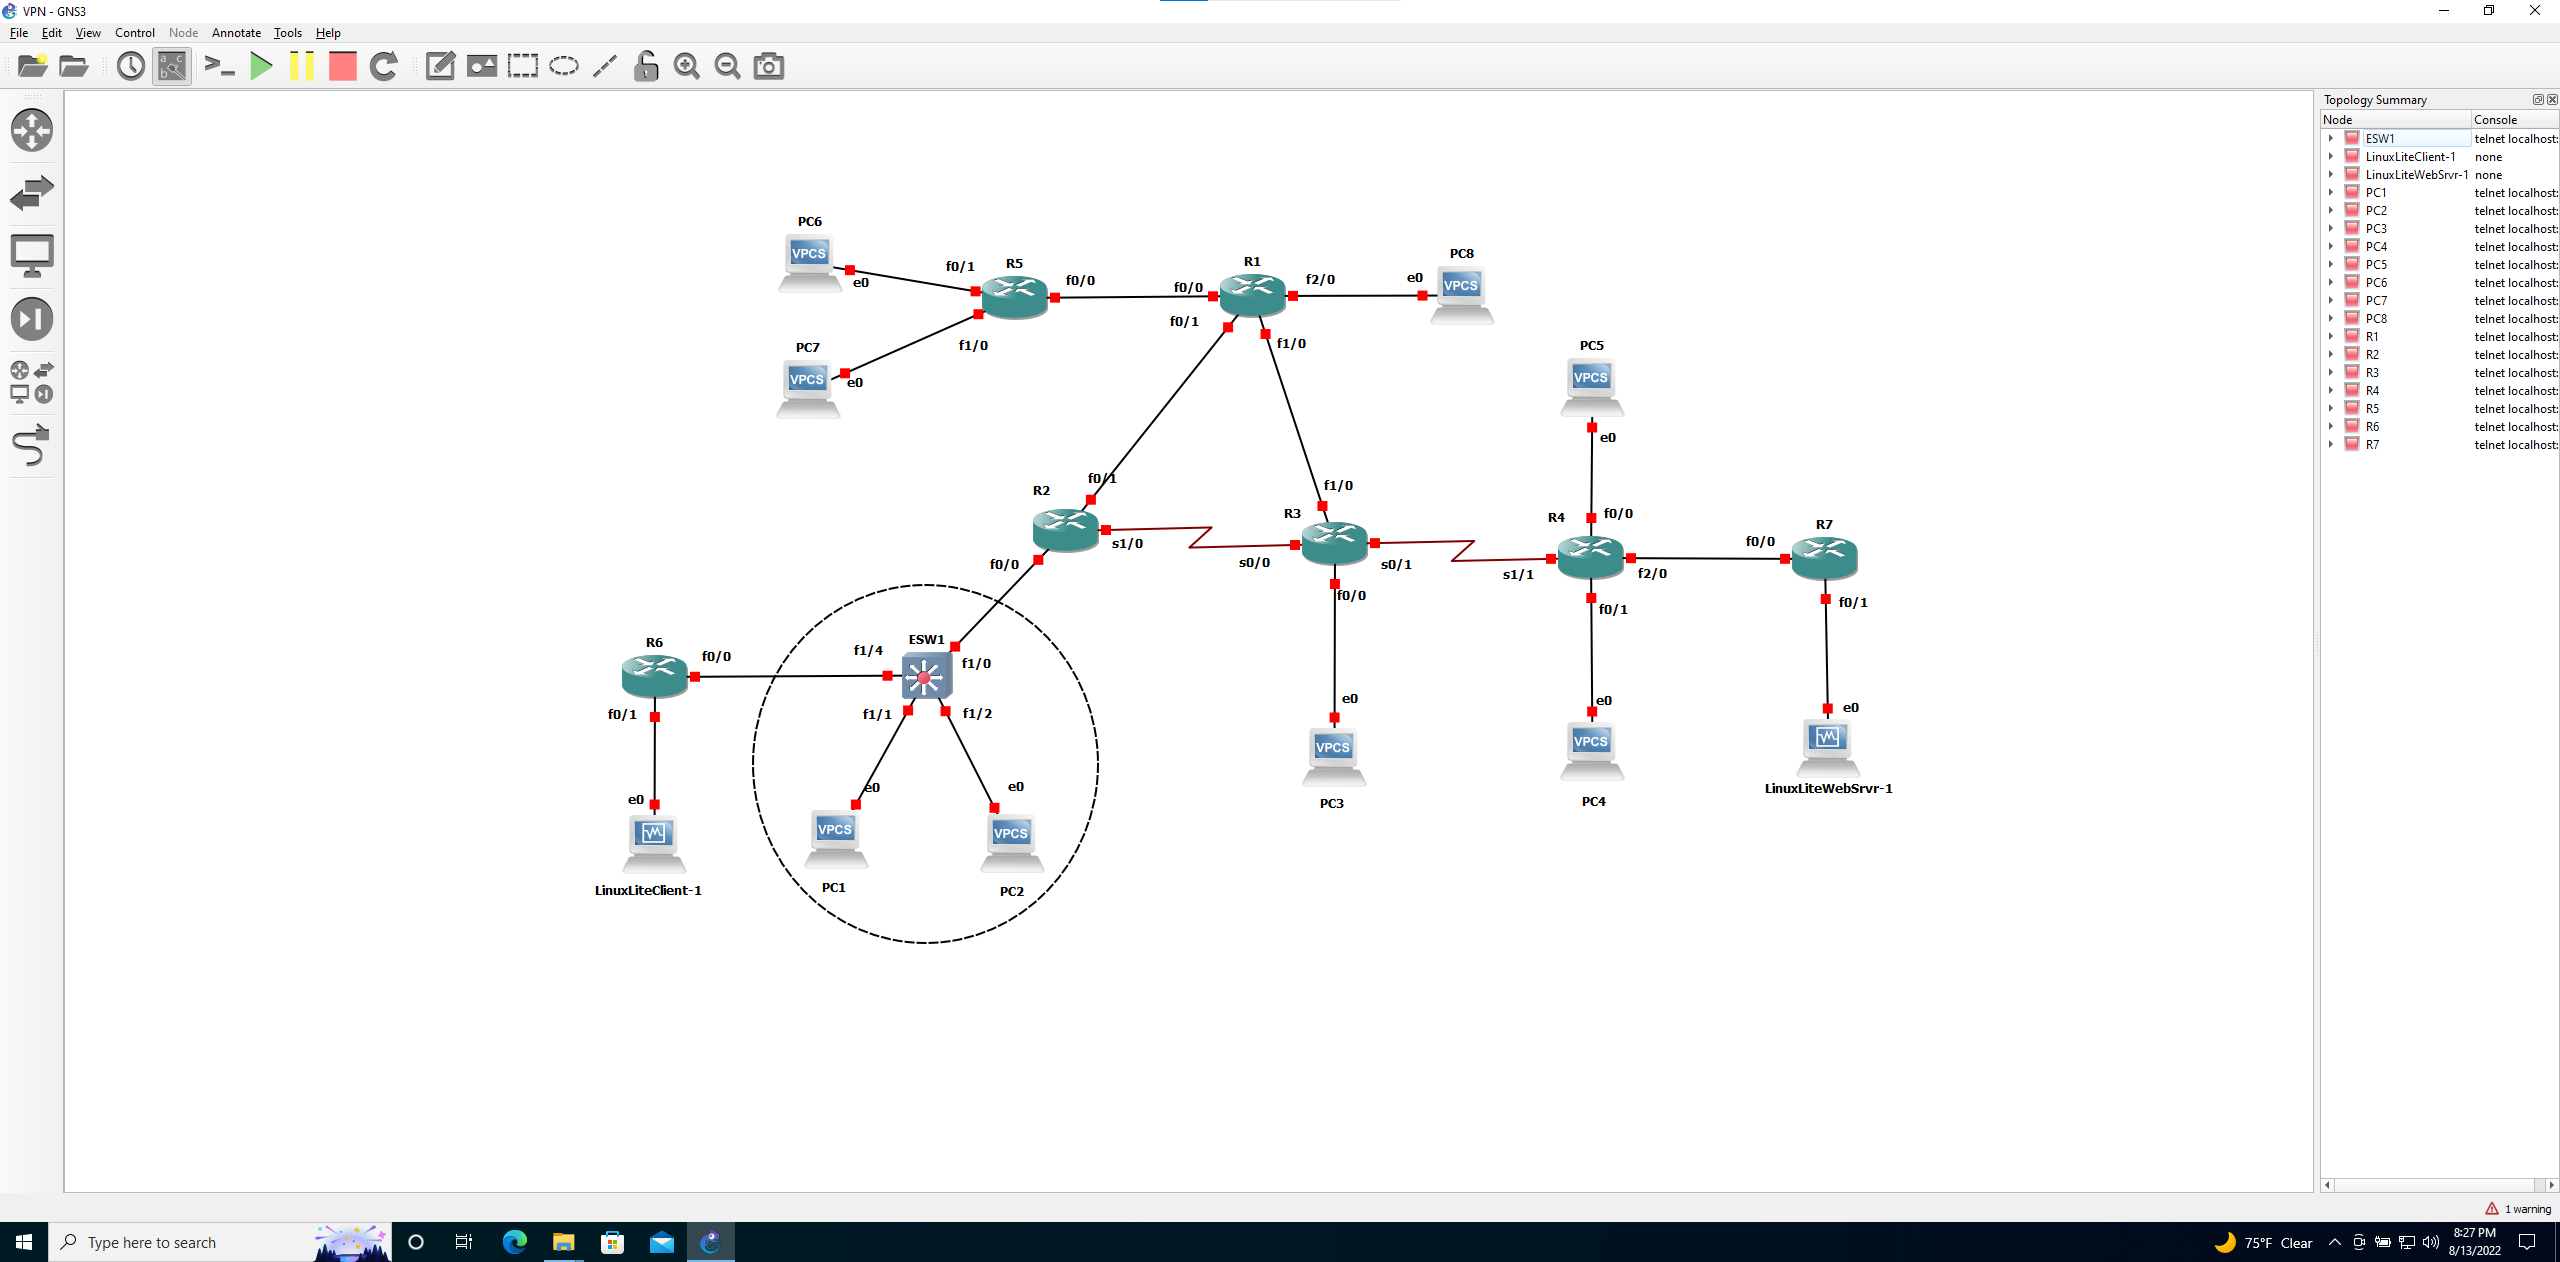 VPN - GNS3
File Edit View Control Node Annotate Tools Help
Topology Summary
Node Console
ESW1 telnet localhost:
LinuxLiteClient-1 none
LinuxLiteWebSrvr-1 none
PC1 telnet localhost:
PC2 telnet localhost:
PC3 telnet localhost:
PC4 telnet localhost:
PC5 telnet localhost:
PC6 telnet localhost:
PC7 telnet localhost:
PC8 telnet localhost:
R1 telnet localhost:
R2 telnet localhost:
R3 telnet localhost:
R4 telnet localhost:
R5 telnet localhost:
R6 telnet localhost:
R7 telnet localhost:
PC6
VPCS
e0
f0/1
R5
f0/0
f1/0
PC7
VPCS
e0
R1
f0/0
f2/0
f0/1
f1/0
PC8
e0
VPCS
PC5
VPCS
e0
R2
f0/1
s1/0
f0/0
R3
f1/0
s0/0
s0/1
f0/0
R4
f0/0
s1/1
f2/0
f0/1
R7
f0/0
f0/1
R6
f0/0
f0/1
ESW1
f1/4
f1/0
f1/1
f1/2
e0
LinuxLiteClient-1
e0
VPCS
PC1
e0
VPCS
PC2
e0
VPCS
PC3
e0
VPCS
PC4
e0
LinuxLiteWebSrvr-1
1 warning
Type here to search
75°F Clear
8:27 PM
8/13/2022